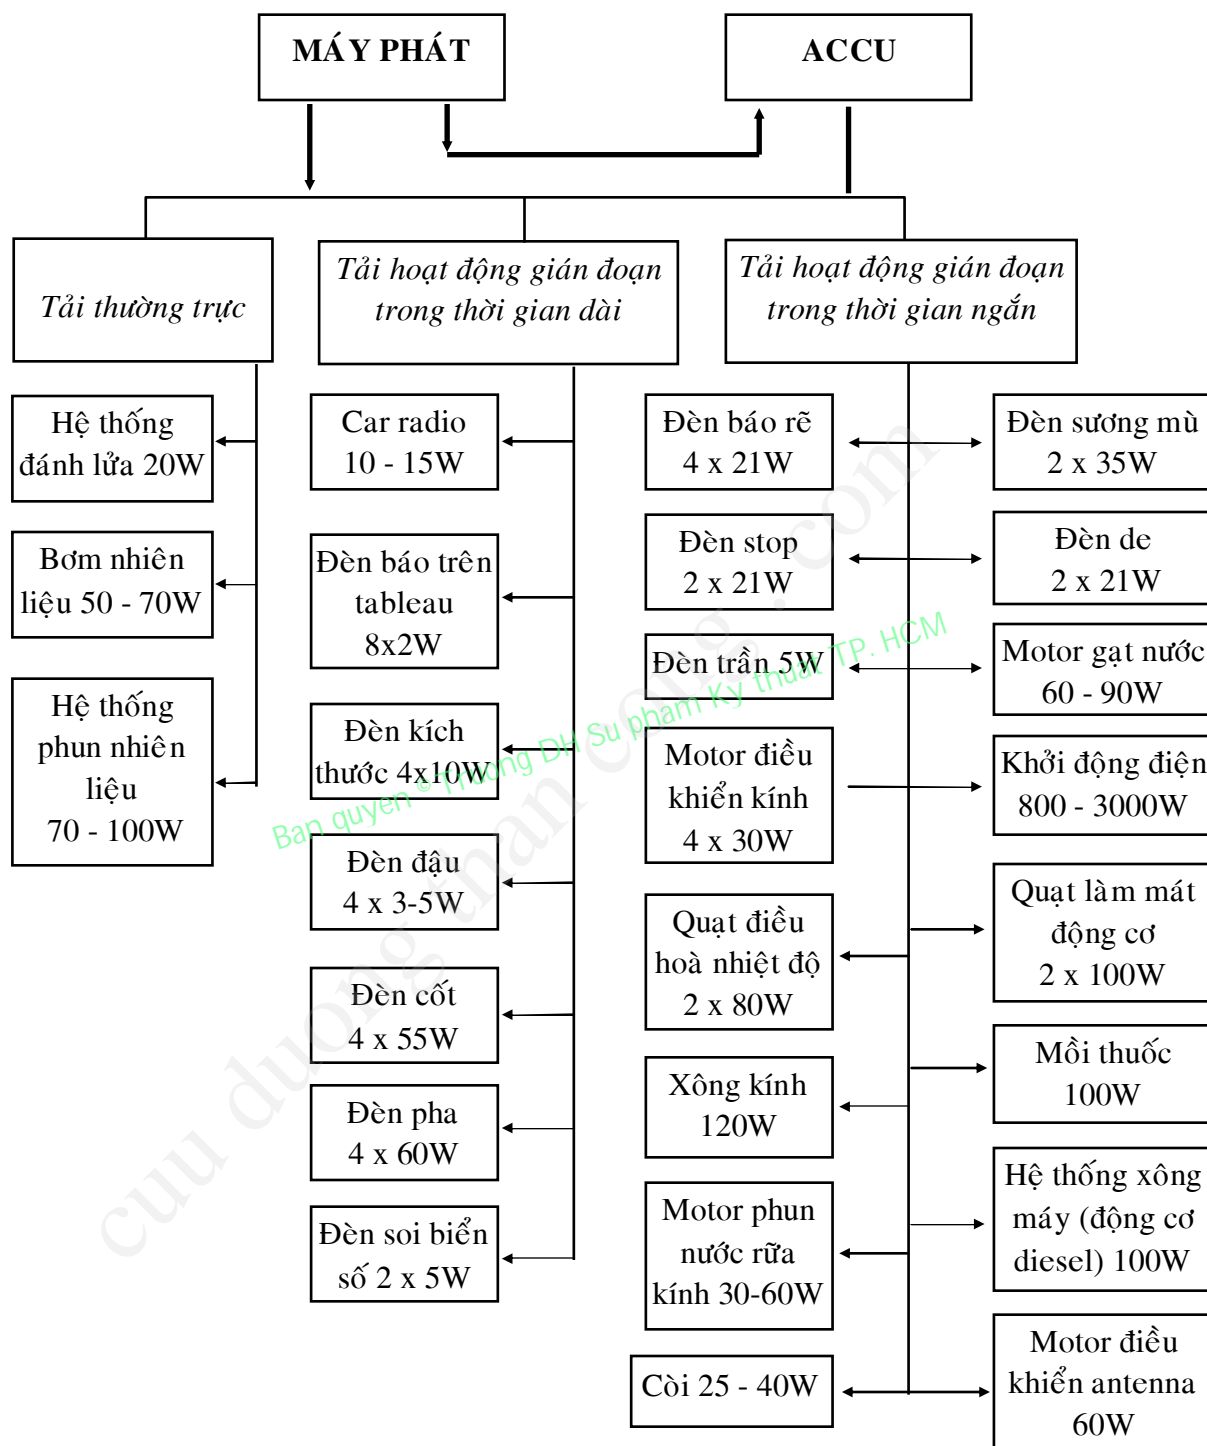 MÁY PHÁT
ACCU
Tải thường trực
Tải hoạt động gián đoạn
trong thời gian dài
Tải hoạt động gián đoạn
trong thời gian ngắn
Hệ thống
đánh lửa 20W
Bơm nhiên
liệu 50 - 70W
Hệ thống
phun nhiên
liệu
70 - 100W
Car radio
10 - 15W
Đèn báo trên
tableau
8x2W
Đèn kích
thước 4x10W
Đèn đậu
4 x 3-5W
Đèn cốt
4 x 55W
Đèn pha
4 x 60W
Đèn soi biển
số 2 x 5W
Đèn báo rẽ
4 x 21W
Đèn stop
2 x 21W
Đèn trần 5W
Motor điều
khiển kính
4 x 30W
Quạt điều
hoà nhiệt độ
2 x 80W
Xông kính
120W
Motor phun
nước rữa
kính 30-60W
Còi 25 - 40W
Đèn sương mù
2 x 35W
Đèn de
2 x 21W
Motor gạt nước
60 - 90W
Khởi động điện
800 - 3000W
Quạt làm mát
động cơ
2 x 100W
Mồi thuốc
100W
Hệ thống xông
máy (động cơ
diesel) 100W
Motor điều
khiển antenna
60W
Ban quyen © Truong DH Su pham Ky thuat TP. HCM
cuu duong than cong . com